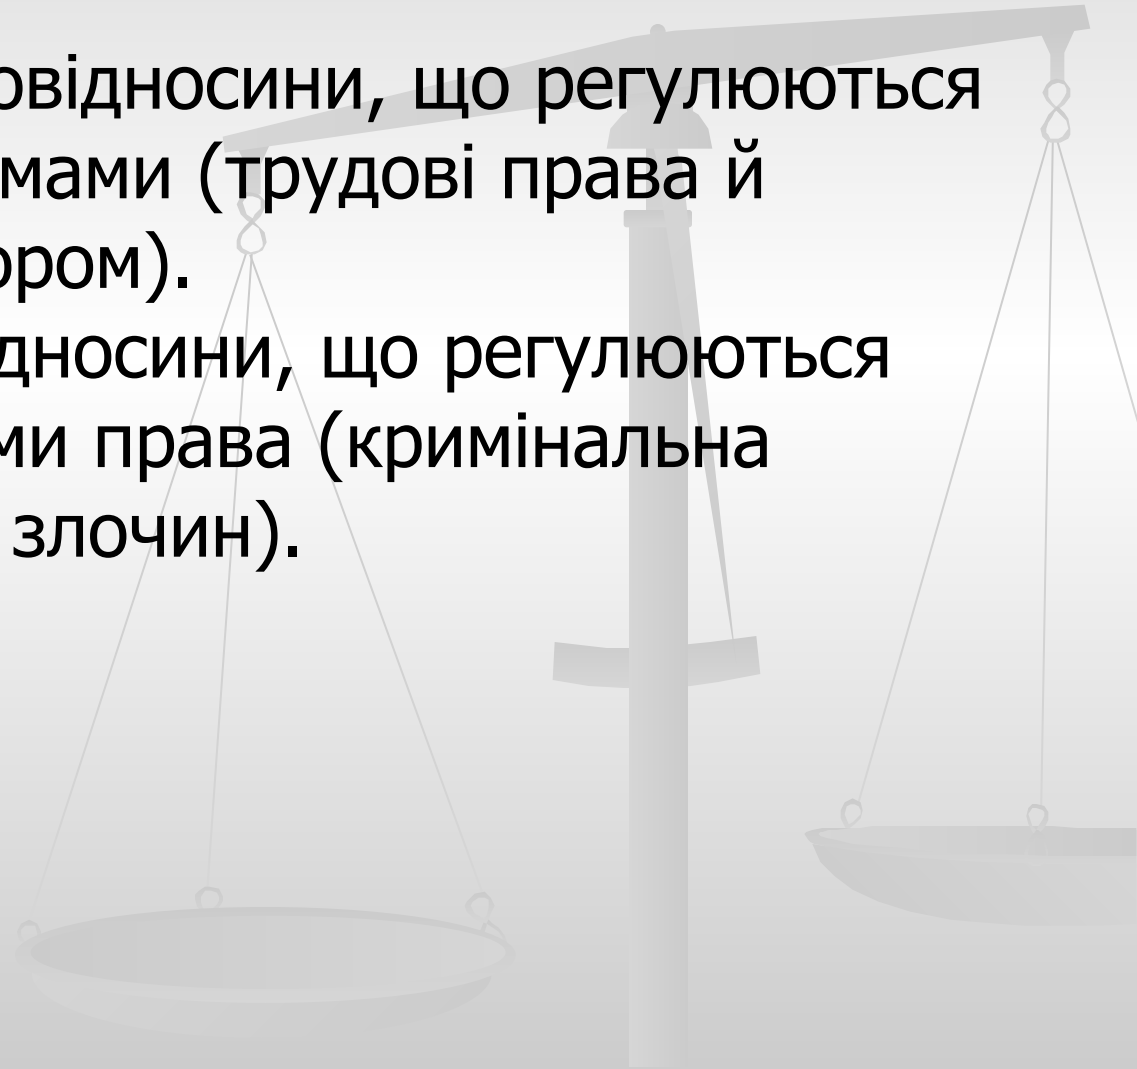 овідносини, що регулюються
мами (трудові права й
ором).
дносини, що регулюються
ми права (кримінальна
злочин).